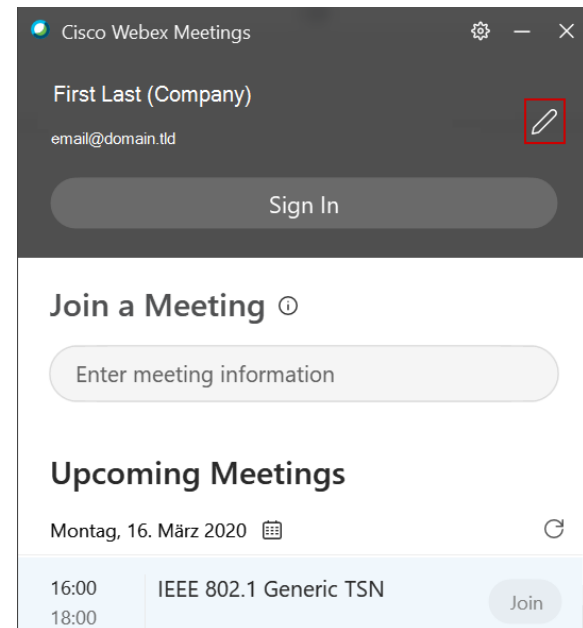 Cisco Webex Meetings
First Last (Company)
email@domain.tld
Sign In
Join a Meeting
Enter meeting information
Upcoming Meetings
Montag, 16. März 2020
16:00 IEEE 802.1 Generic TSN
Join
18:00